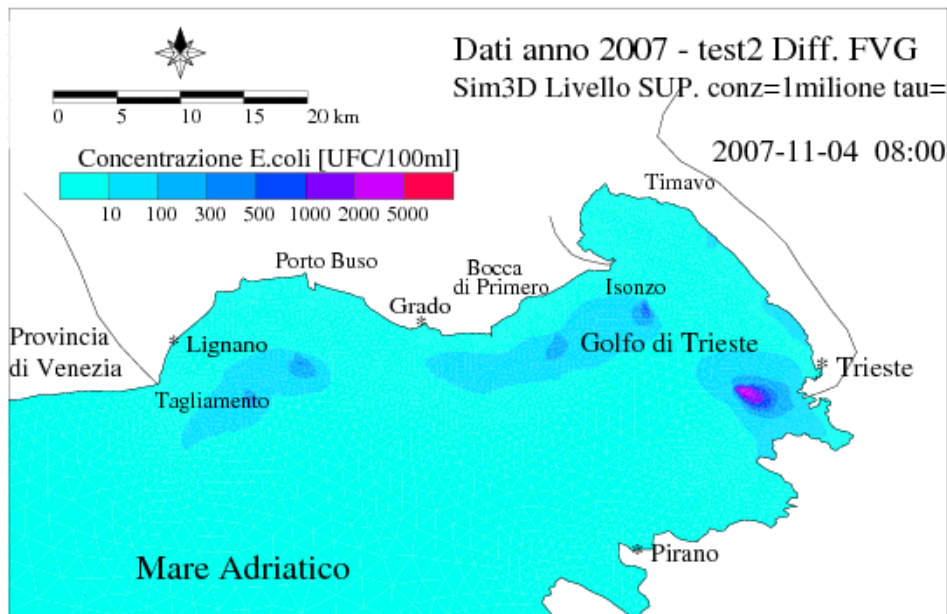 Dati anno 2007 - test2 Diff. FVG
Sim3D Livello SUP. conz=1milione tau=
2007-11-04 08:00
0 5 10 15 20 km
Concentrazione E.coli [UFC/100ml]
10 100 300 500 1000 2000 5000
Timavo
Porto Buso
Bocca
di Primero
Isonzo
Grado
Provincia
di Venezia
Lignano
Golfo di Trieste
Trieste
Tagliamento
Pirano
Mare Adriatico